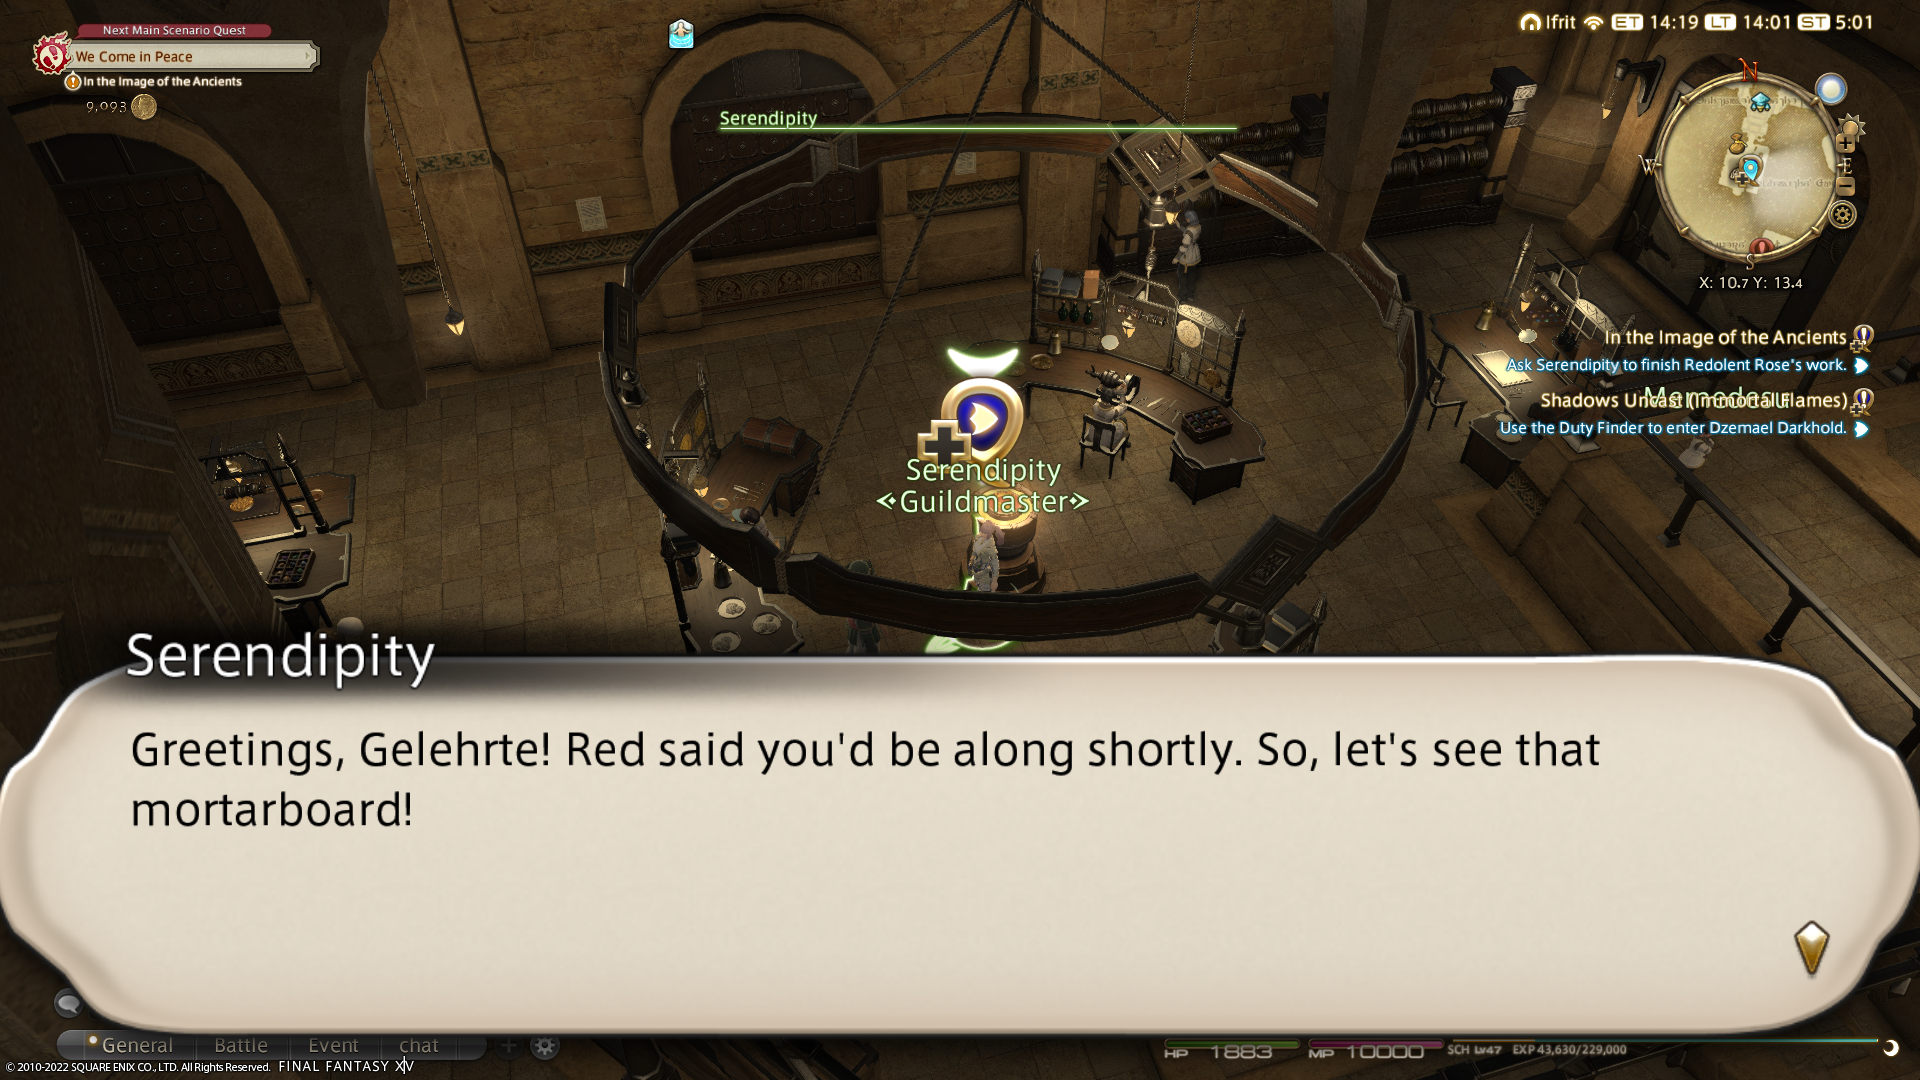 Next Main Scenario Quest
We Come in Peace
In the Image of the Ancients
9,093
Ifrit ET 14:19 LT 14:01 ST 5:01
N
W
E
S
X: 10.7 Y: 13.4
Serendipity
In the Image of the Ancients
Ask Serendipity to finish Redolent Rose's work.
Shadows Uncast (Immortal Flames)
Use the Duty Finder to enter Dzemael Darkhold.
Serendipity
Guildmaster
Serendipity
Greetings, Gelehrte! Red said you'd be along shortly. So, let's see that
mortarboard!
General Battle Event chat
HP 1883 MP 10000 SCH Lv47 EXP 43,630/229,000
© 2010-2022 SQUARE ENIX CO., LTD. All Rights Reserved. FINAL FANTASY XIV